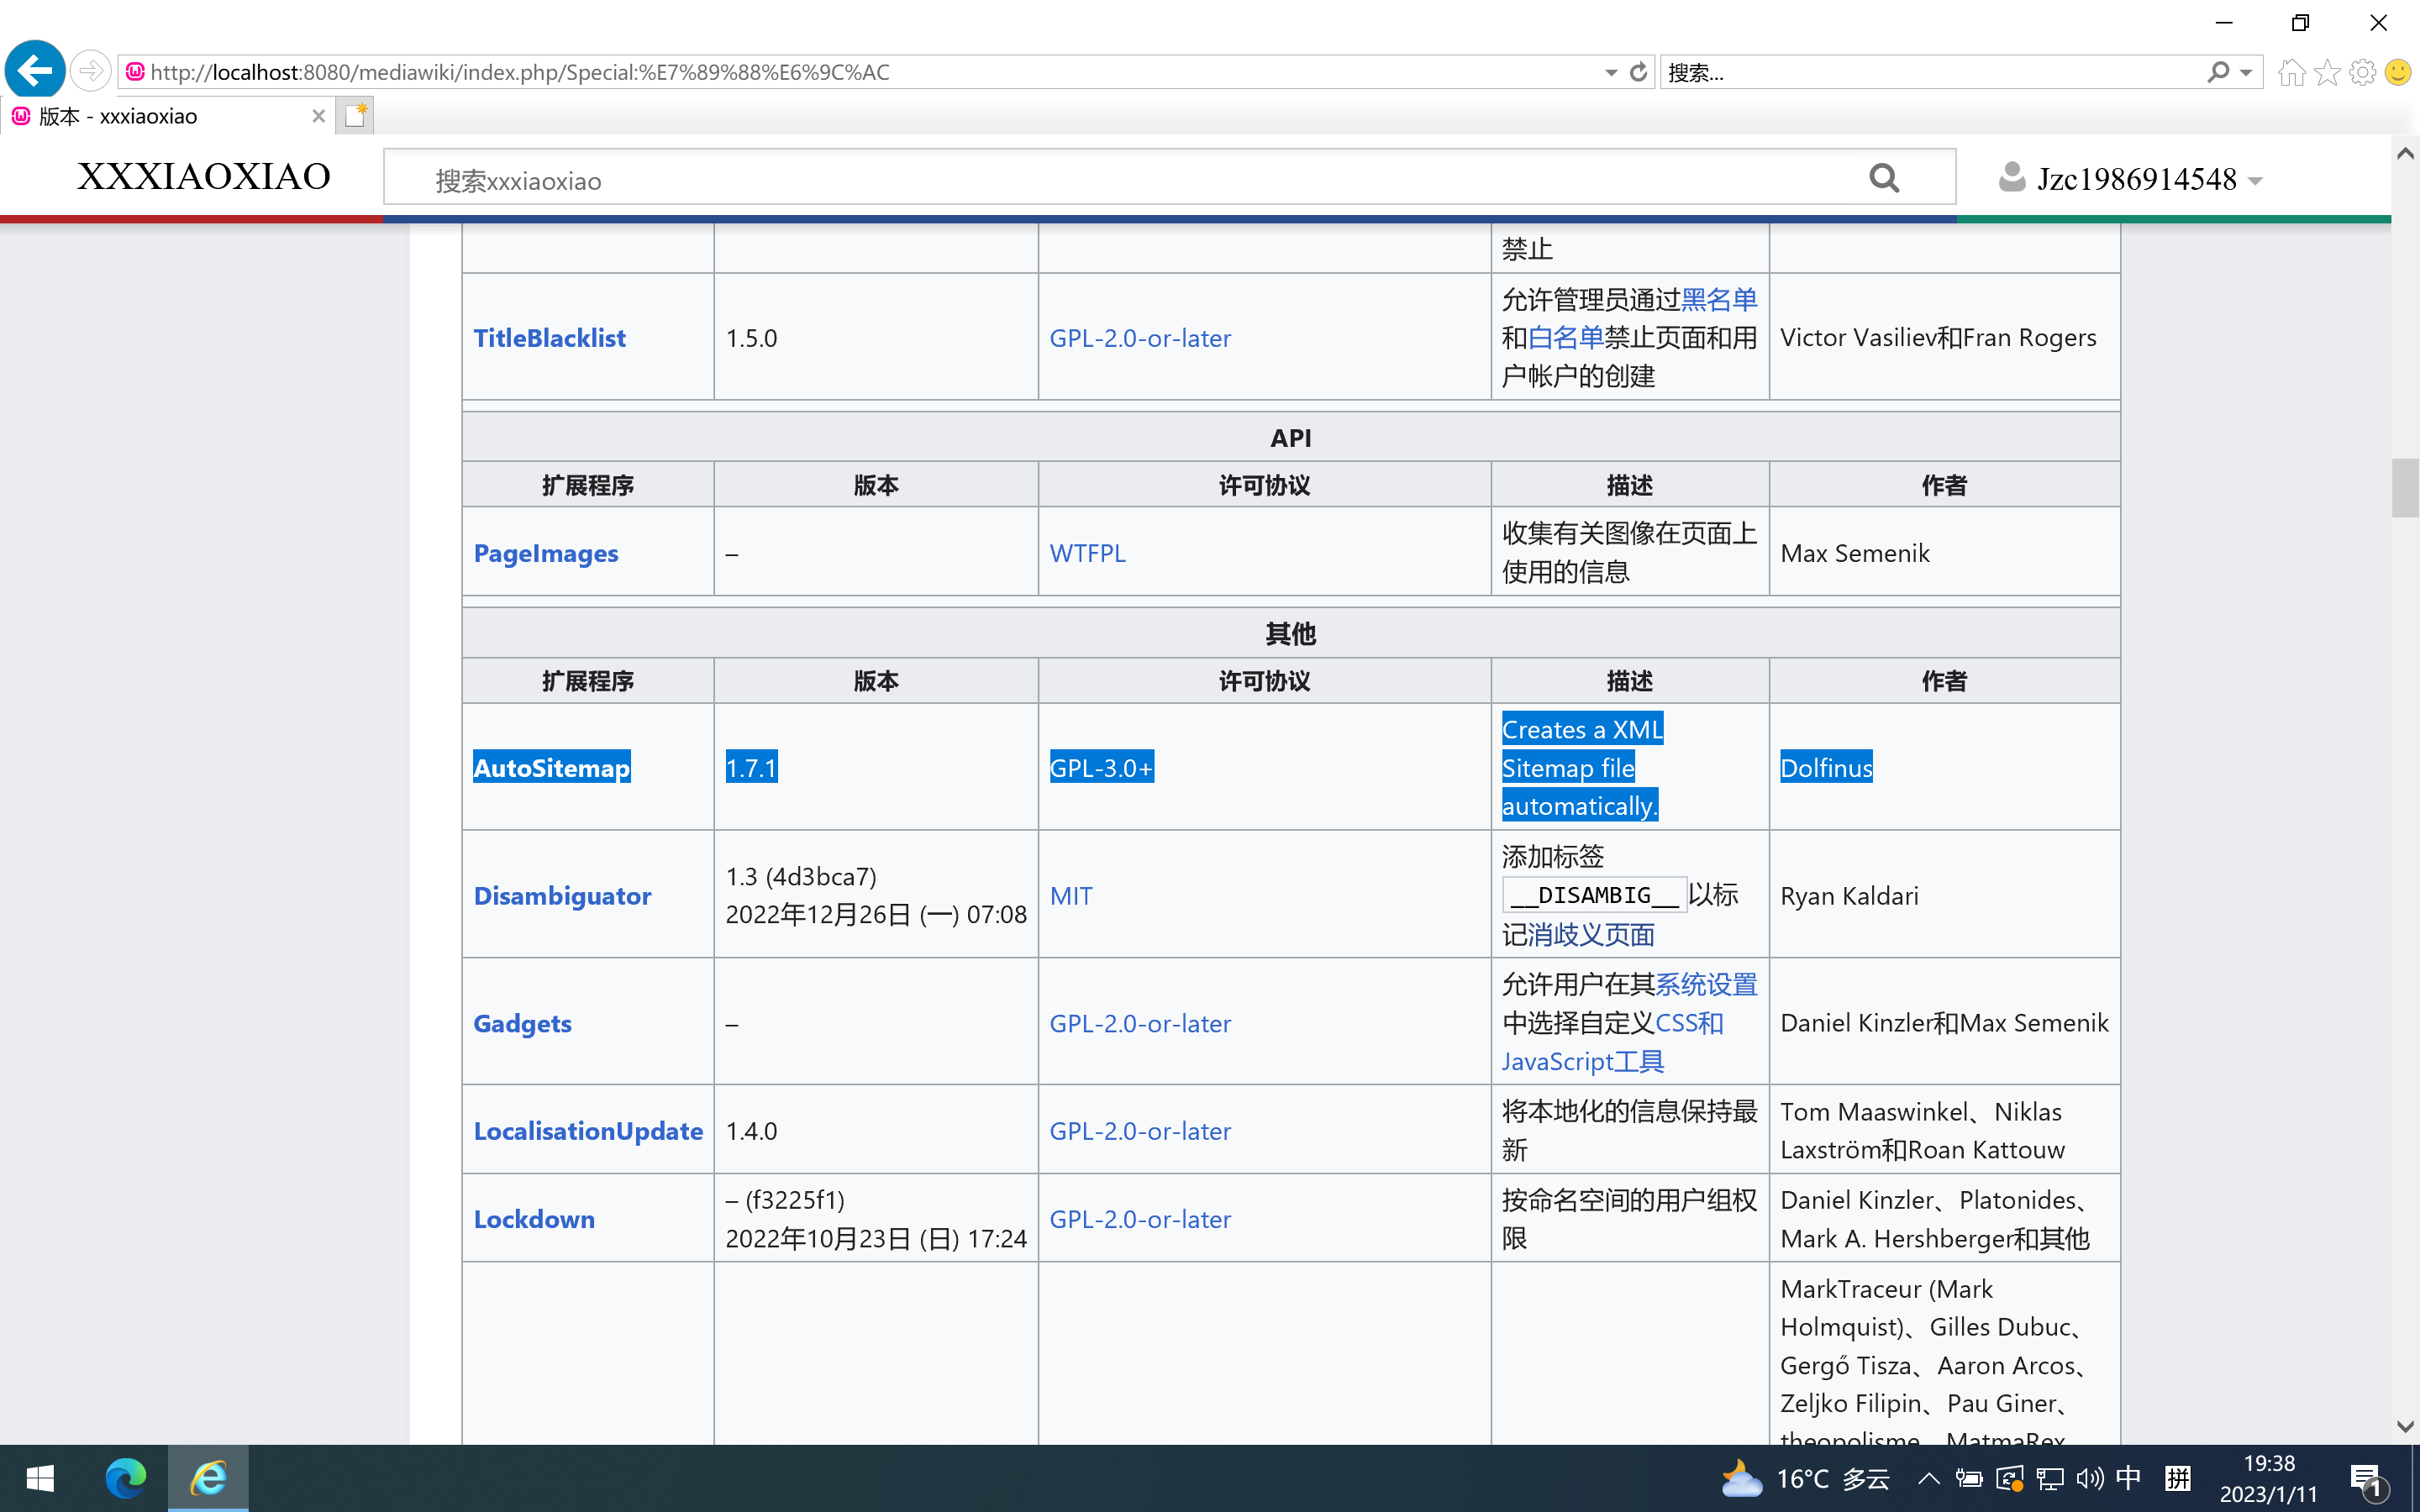 http://localhost:8080/mediawiki/index.php/Special:%E7%89%88%E6%9C%AC
搜索...
版本 - xxxiaoxiao
XXXIAOXIAO
搜索xxxiaoxiao
Jzc1986914548
禁止
TitleBlacklist
1.5.0
GPL-2.0-or-later
允许管理员通过黑名单
和白名单禁止页面和用
户帐户的创建
Victor Vasiliev和Fran Rogers
API
扩展程序 版本 许可协议 描述 作者
PageImages
–
WTFPL
收集有关图像在页面上
使用的信息
Max Semenik
其他
扩展程序 版本 许可协议 描述 作者
AutoSitemap
1.7.1
GPL-3.0+
Creates a XML
Sitemap file
automatically.
Dolfinus
Disambiguator
1.3 (4d3bca7)
2022年12月26日 (一) 07:08
MIT
添加标签
__DISAMBIG__以标
记消歧义页面
Ryan Kaldari
Gadgets
–
GPL-2.0-or-later
允许用户在其系统设置
中选择自定义CSS和
JavaScript工具
Daniel Kinzler和Max Semenik
LocalisationUpdate
1.4.0
GPL-2.0-or-later
将本地化的信息保持最
新
Tom Maaswinkel、Niklas
Laxström和Roan Kattouw
Lockdown
– (f3225f1)
2022年10月23日 (日) 17:24
GPL-2.0-or-later
按命名空间的用户组权
限
Daniel Kinzler、Platonides、
Mark A. Hershberger和其他
MarkTraceur (Mark
Holmquist)、Gilles Dubuc、
Gergő Tisza、Aaron Arcos、
Zeljko Filipin、Pau Giner、
theopolisme、MatmaRex
16°C 多云
中
拼
19:38
2023/1/11
1